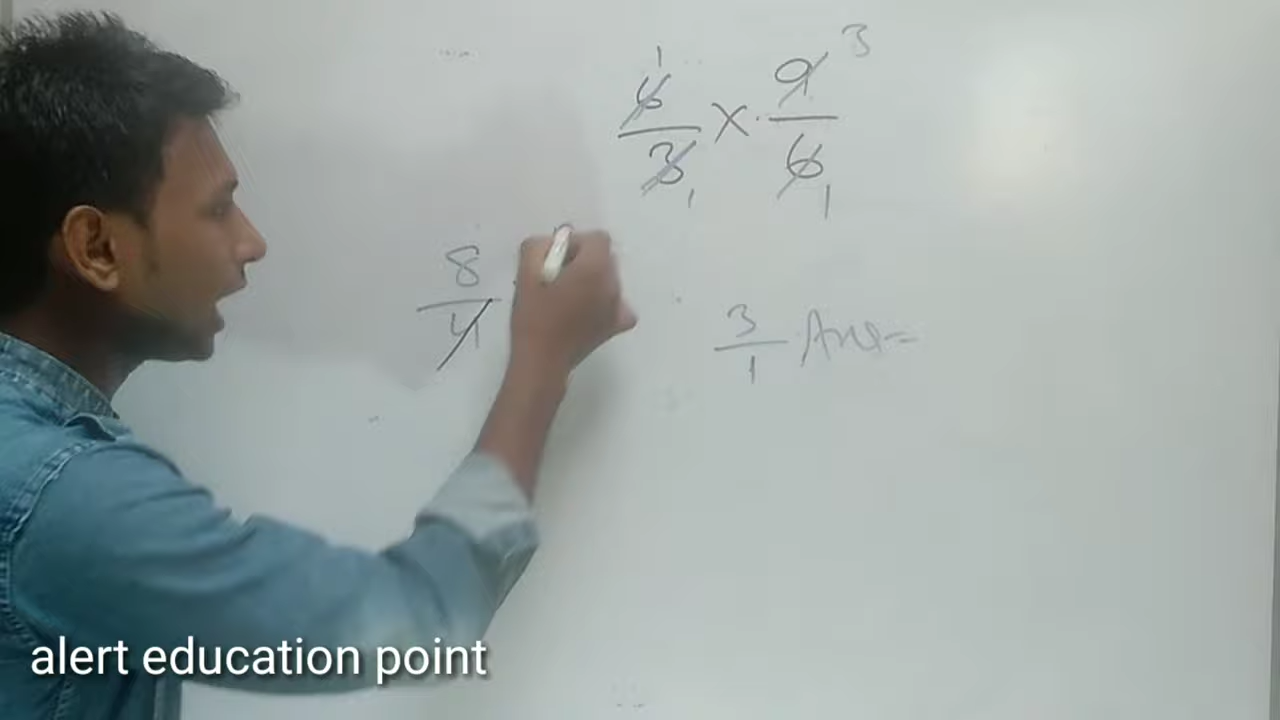 1 3
6/3 × 9/6
1 1
8/4
3/1 Ans=
alert education point